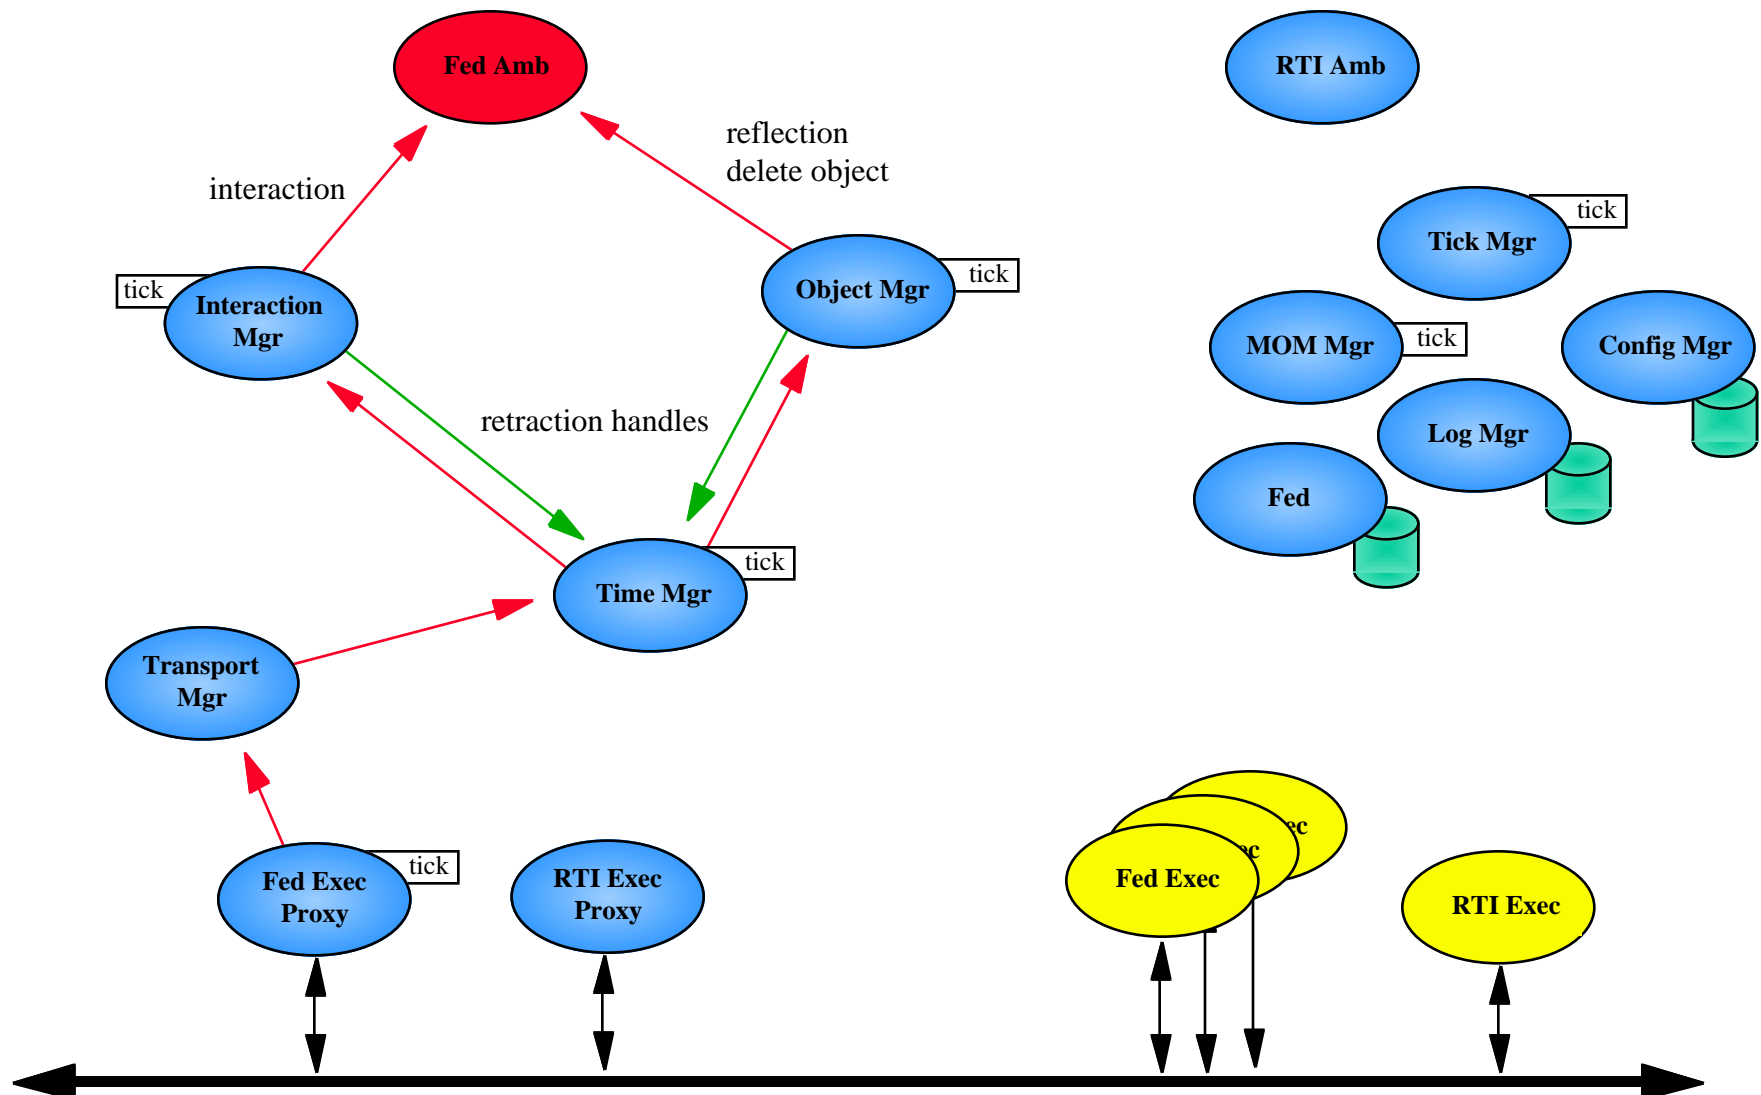 Fed Amb
RTI Amb
reflection
delete object
interaction
tick
Tick Mgr
tick
Interaction
Mgr
Object Mgr
tick
MOM Mgr
tick
Config Mgr
retraction handles
Log Mgr
Fed
Time Mgr
tick
Transport
Mgr
Fed Exec
Proxy
tick
RTI Exec
Proxy
ec
ec
Fed Exec
RTI Exec